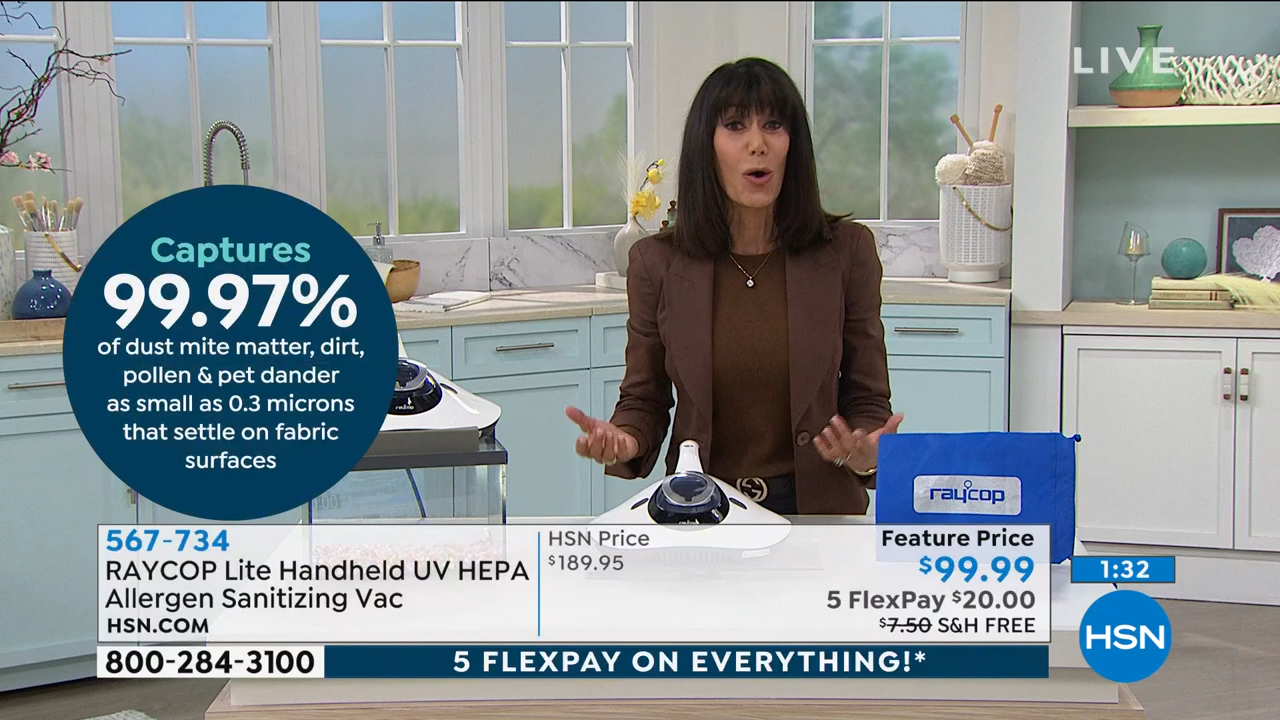 LIVE
Captures
99.97%
of dust mite matter, dirt,
pollen & pet dander
as small as 0.3 microns
that settle on fabric
surfaces
raycop
567-734
RAYCOP Lite Handheld UV HEPA
Allergen Sanitizing Vac
HSN.COM
HSN Price
$189.95
Feature Price
$99.99
5 FlexPay $20.00
$7.50 S&H FREE
1:32
HSN
800-284-3100
5 FLEXPAY ON EVERYTHING!*